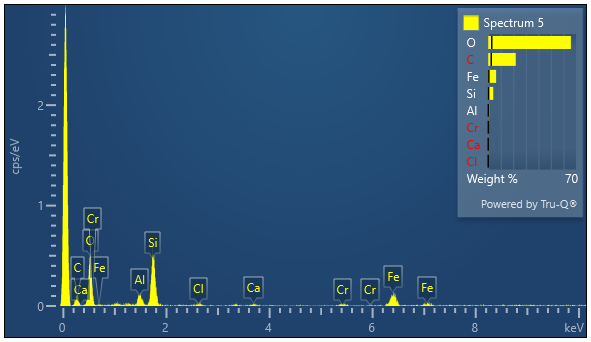 Spectrum 5
O
C
Fe
Si
Al
Cr
Ca
Cl
Weight % 70
Powered by Tru-Q®
cps/eV
2
1
0
Cr
O
Si
C Fe
Al
Fe
Ca Cl Ca Cr Cr Fe
0 2 4 6 8 keV